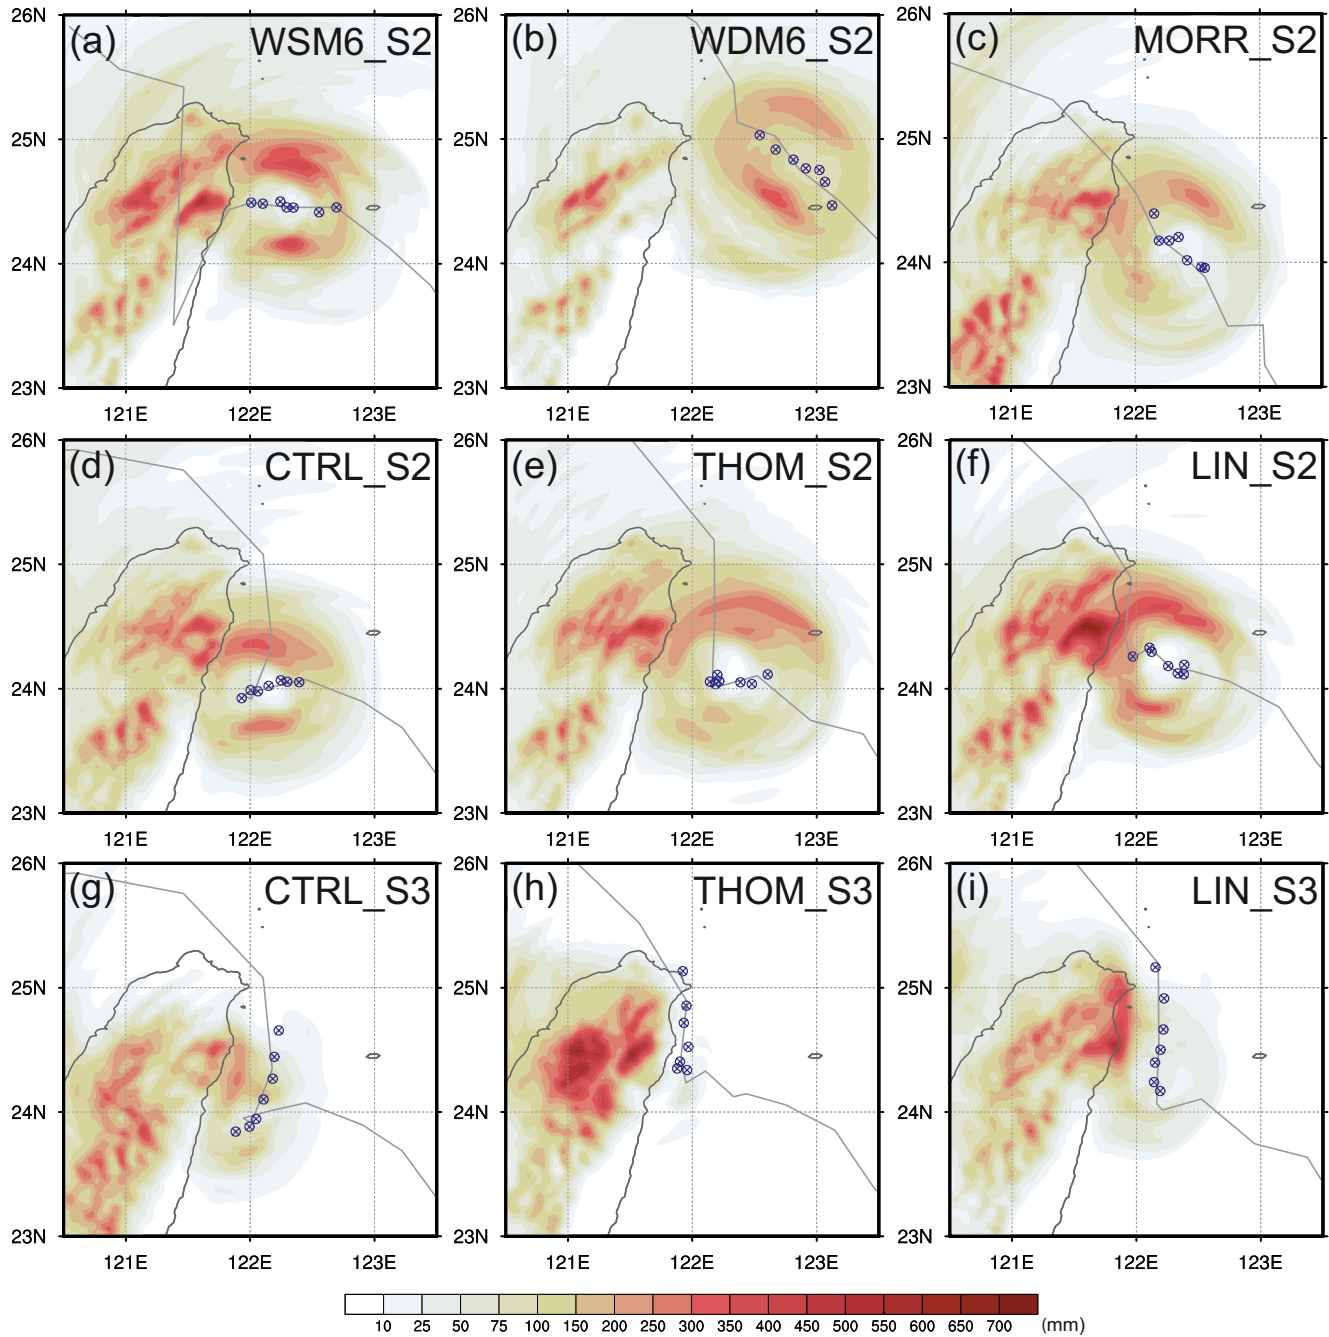 26N 26N 26N
(a) WSM6_S2 (b) WDM6_S2 (c) MORR_S2
25N 25N 25N
24N 24N 24N
23N 23N 23N
121E 122E 123E 121E 122E 123E 121E 122E 123E
26N 26N 26N
(d) CTRL_S2 (e) THOM_S2 (f) LIN_S2
25N 25N 25N
24N 24N 24N
23N 23N 23N
121E 122E 123E 121E 122E 123E 121E 122E 123E
26N 26N 26N
(g) CTRL_S3 (h) THOM_S3 (i) LIN_S3
25N 25N 25N
24N 24N 24N
23N 23N 23N
121E 122E 123E 121E 122E 123E 121E 122E 123E
10 25 50 75 100 150 200 250 300 350 400 450 500 550 600 650 700 (mm)